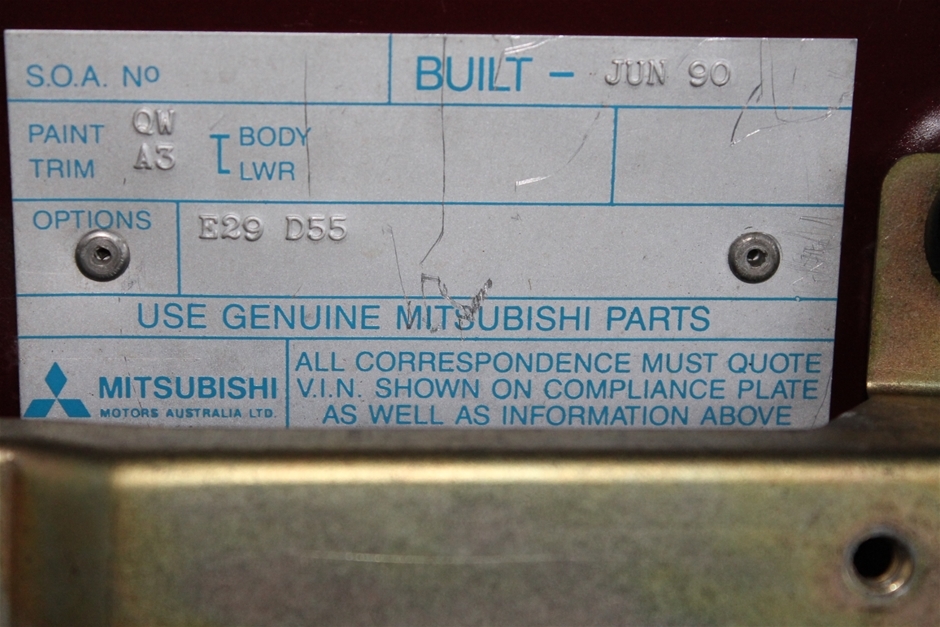 S.O.A. Nº
BUILT - JUN 90
PAINT QW BODY
TRIM A3 LWR
OPTIONS E29 D55
USE GENUINE MITSUBISHI PARTS
MITSUBISHI
MOTORS AUSTRALIA LTD.
ALL CORRESPONDENCE MUST QUOTE
V.I.N. SHOWN ON COMPLIANCE PLATE
AS WELL AS INFORMATION ABOVE